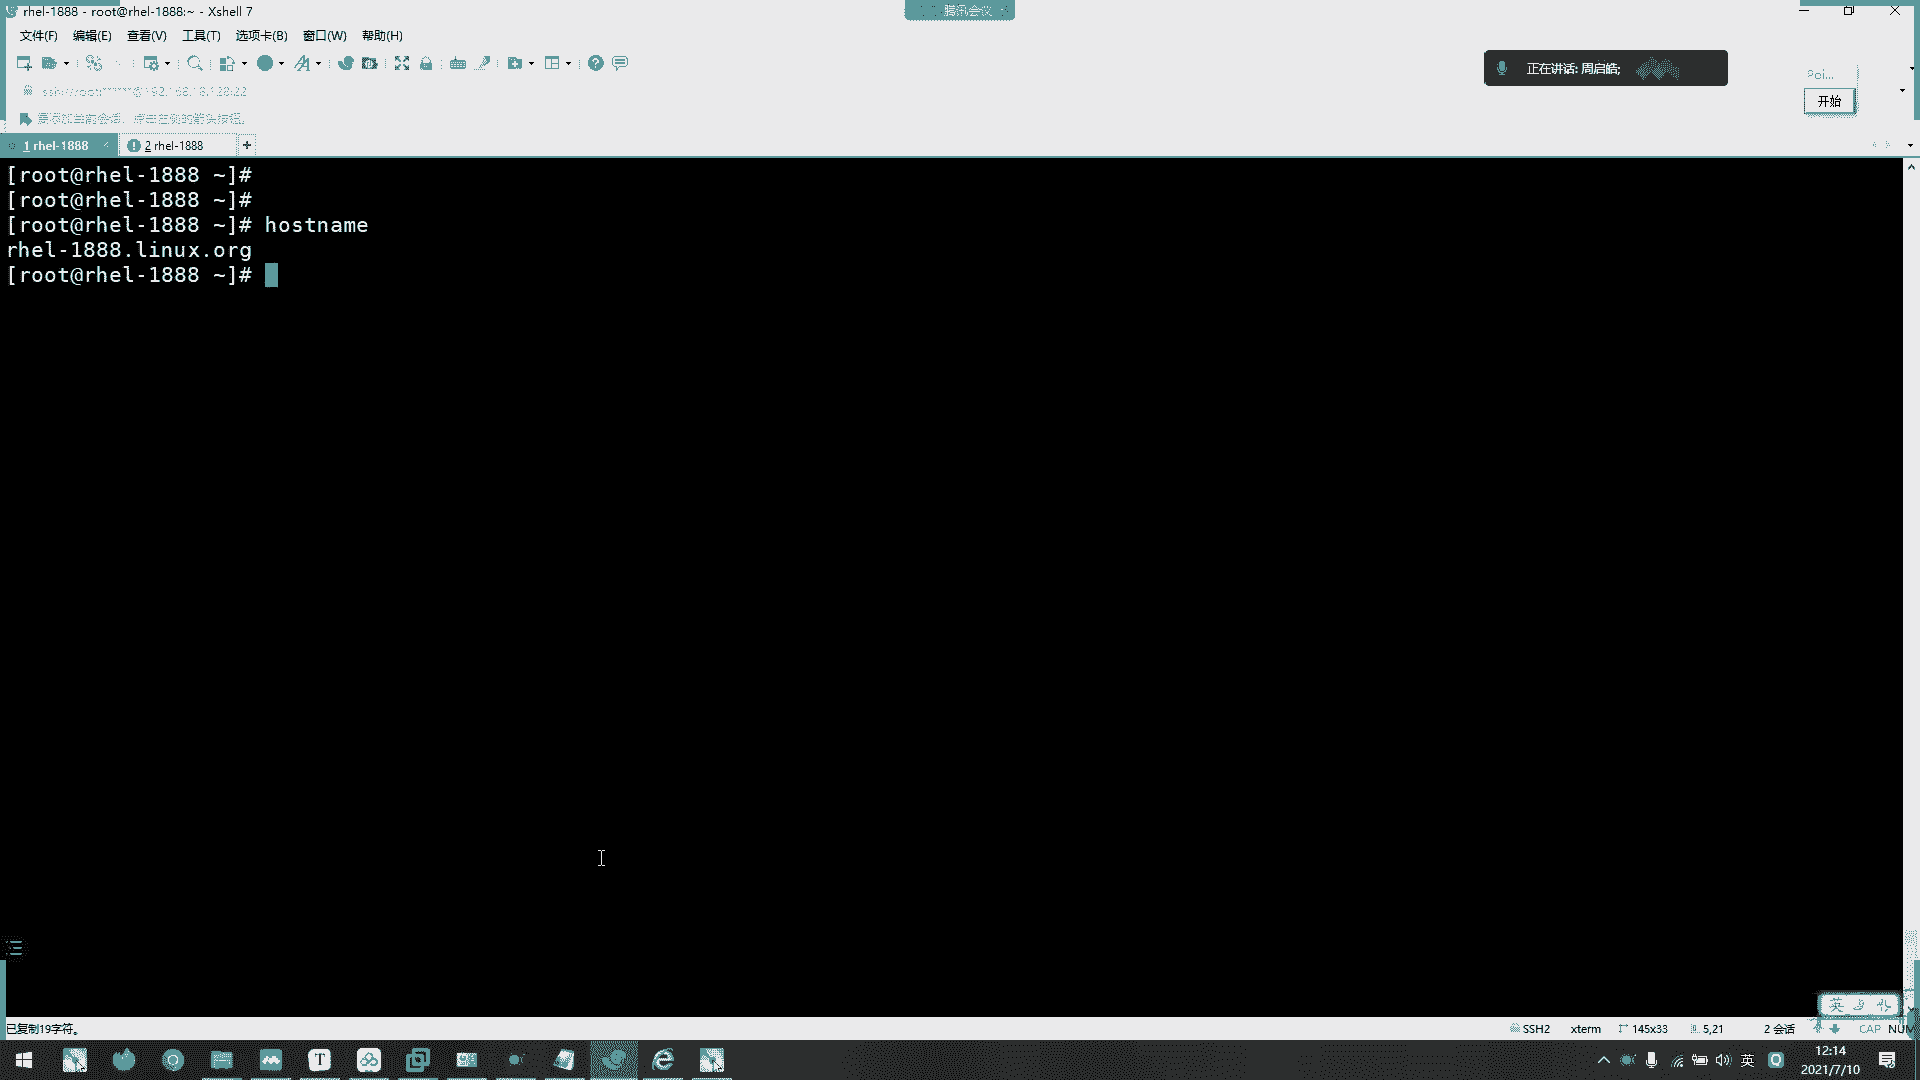 rhel-1888 - root@rhel-1888:~ - Xshell 7
腾讯会议
文件(F) 编辑(E) 查看(V) 工具(T) 选项卡(B) 窗口(W) 帮助(H)
正在讲话: 周启皓;
Poi...
开始
ssh://root:******@192.168.18.128:22
要添加当前会话，点击左侧的箭头按钮。
1 rhel-1888
2 rhel-1888
[root@rhel-1888 ~]#
[root@rhel-1888 ~]#
[root@rhel-1888 ~]# hostname
rhel-1888.linux.org
[root@rhel-1888 ~]#
英
已复制19字符。 SSH2 xterm 145x33 5,21 2 会话 CAP NUM
英
12:14
2021/7/10